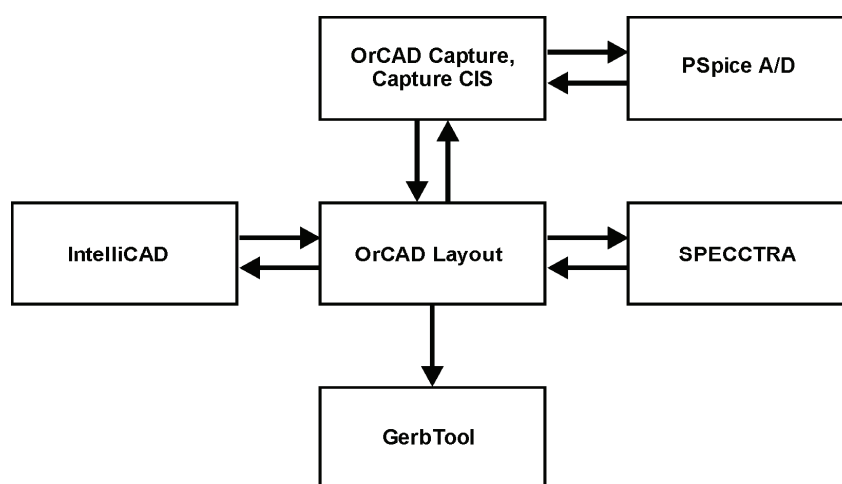 OrCAD Capture,
Capture CIS
PSpice A/D
IntelliCAD
OrCAD Layout
SPECCTRA
GerbTool